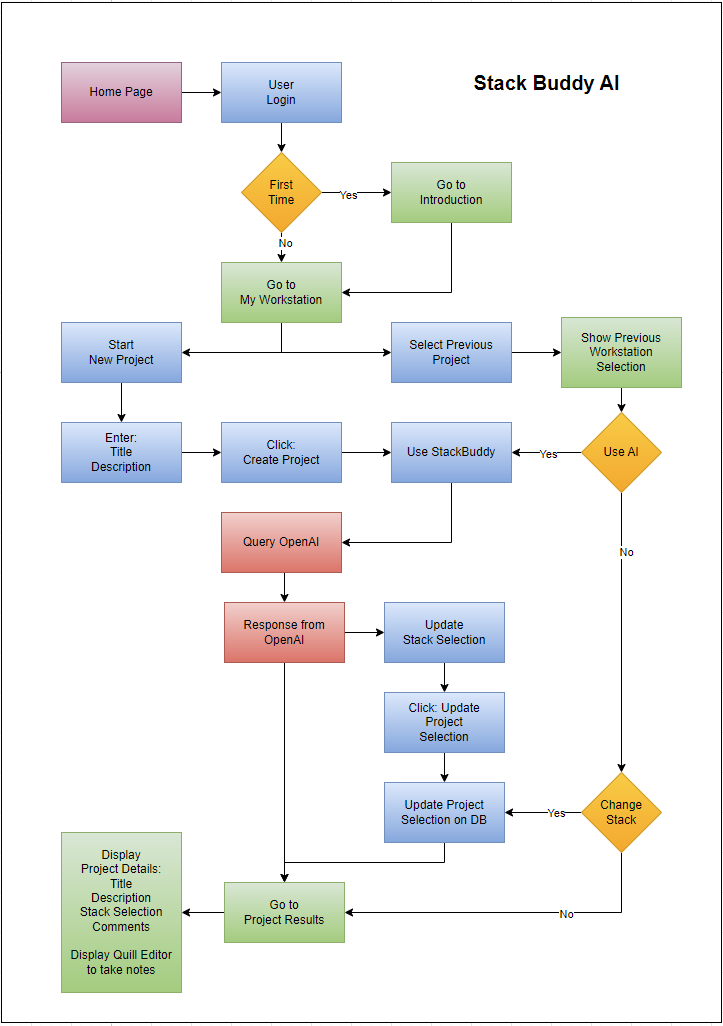 Stack Buddy AI
Home Page
User
Login
First
Time
Yes
Go to
Introduction
No
Go to
My Workstation
Start
New Project
Select Previous
Project
Show Previous
Workstation
Selection
Enter:
Title
Description
Click:
Create Project
Use StackBuddy
Yes
Use AI
Query OpenAI
No
Response from
OpenAI
Update
Stack Selection
Click: Update
Project
Selection
Update Project
Selection on DB
Yes
Change
Stack
Display
Project Details:
Title
Description
Stack Selection
Comments
Display Quill Editor
to take notes
Go to
Project Results
No